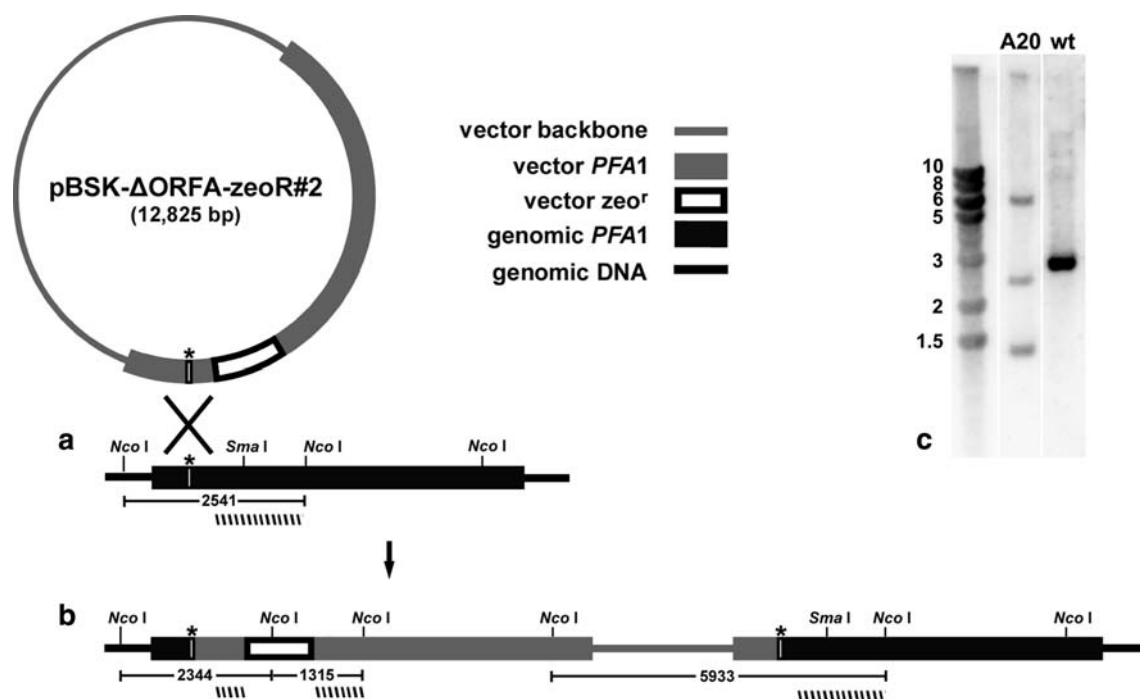 A20 wt
vector backbone
vector PFA1
vector zeoʳ
genomic PFA1
genomic DNA
pBSK-ΔORFA-zeoR#2
(12,825 bp)
*
10
8
6
5
3
2
1.5
c
a
Nco I Sma I Nco I Nco I
*
2541
b
Nco I Nco I Nco I Nco I Sma I Nco I Nco I
* *
2344 1315 5933